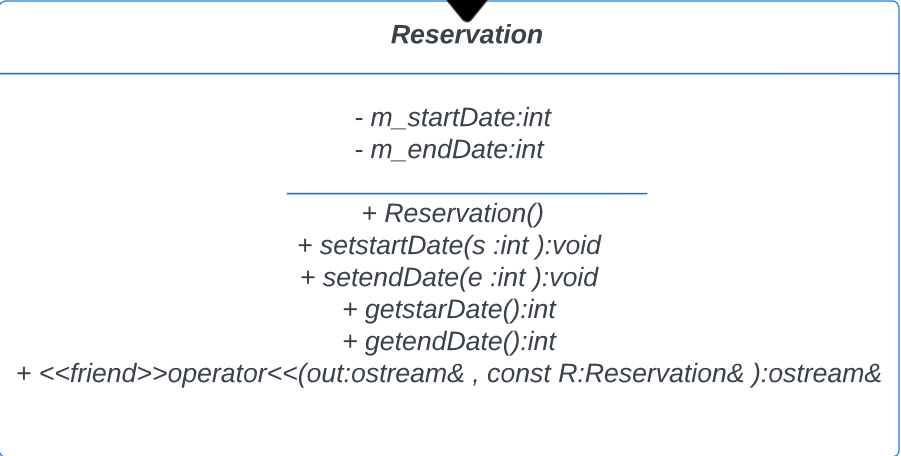 Reservation
- m_startDate:int
- m_endDate:int
+ Reservation()
+ setstartDate(s :int ):void
+ setendDate(e :int ):void
+ getstarDate():int
+ getendDate():int
+ <<friend>>operator<<(out:ostream& , const R:Reservation& ):ostream&